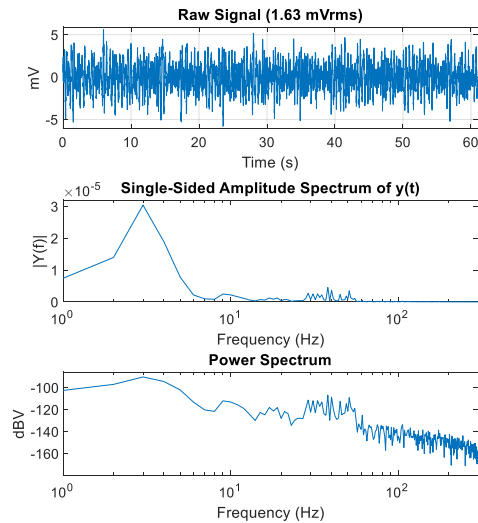 Raw Signal (1.63 mVrms)
5
0
-5
mV
0 10 20 30 40 50 60
Time (s)
×10⁻⁵
Single-Sided Amplitude Spectrum of y(t)
3
2
1
0
|Y(f)|
10⁰ 10¹ 10²
Frequency (Hz)
Power Spectrum
-100
-120
-140
-160
dBV
10⁰ 10¹ 10²
Frequency (Hz)